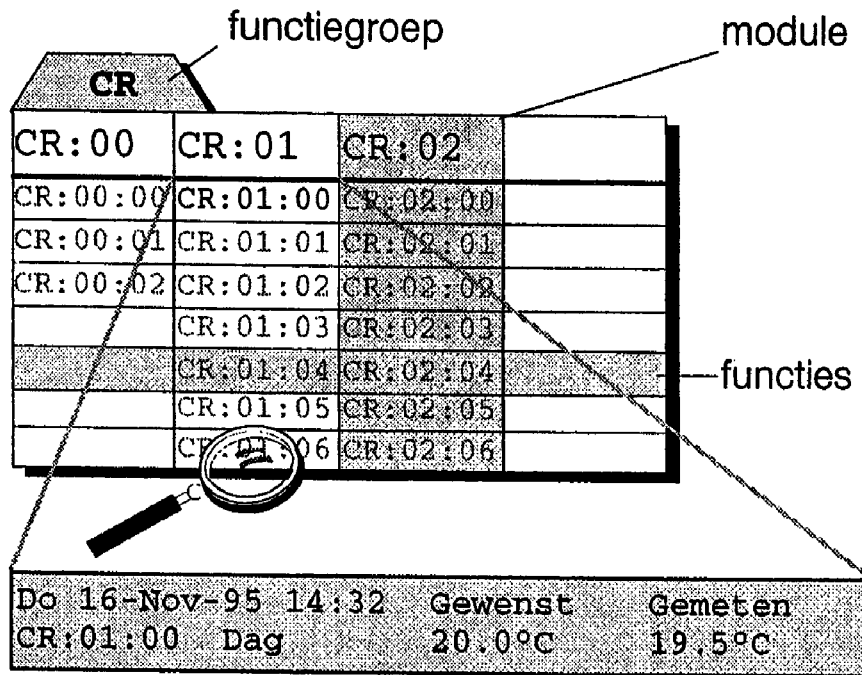 functiegroep
module
CR
CR:00 CR:01 CR:02
CR:00:00 CR:01:00 CR:02:00
CR:00:01 CR:01:01 CR:02:01
CR:00:02 CR:01:02 CR:02:02
CR:01:03 CR:02:03
CR:01:04 CR:02:04
functies
CR:01:05 CR:02:05
CR:01:06 CR:02:06
Do 16-Nov-95 14:32 Gewenst Gemeten
CR:01:00 Dag 20.0°C 19.5°C